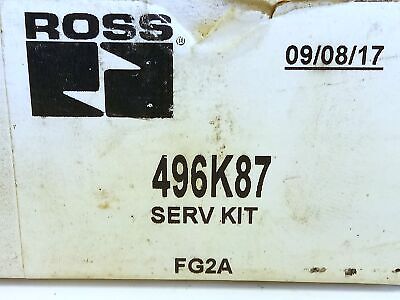 ROSS®
09/08/17
496K87
SERV KIT
FG2A